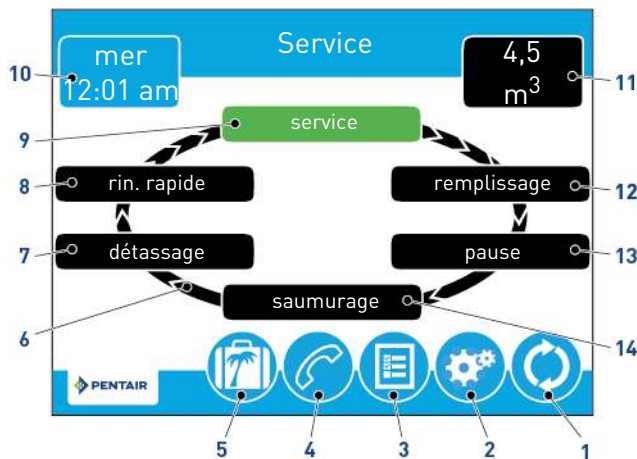 Service
mer
12:01 am
4,5
m³
10
11
service
9
rin. rapide
remplissage
8
12
détassage
pause
7
13
saumurage
6
14
PENTAIR
5
4
3
2
1